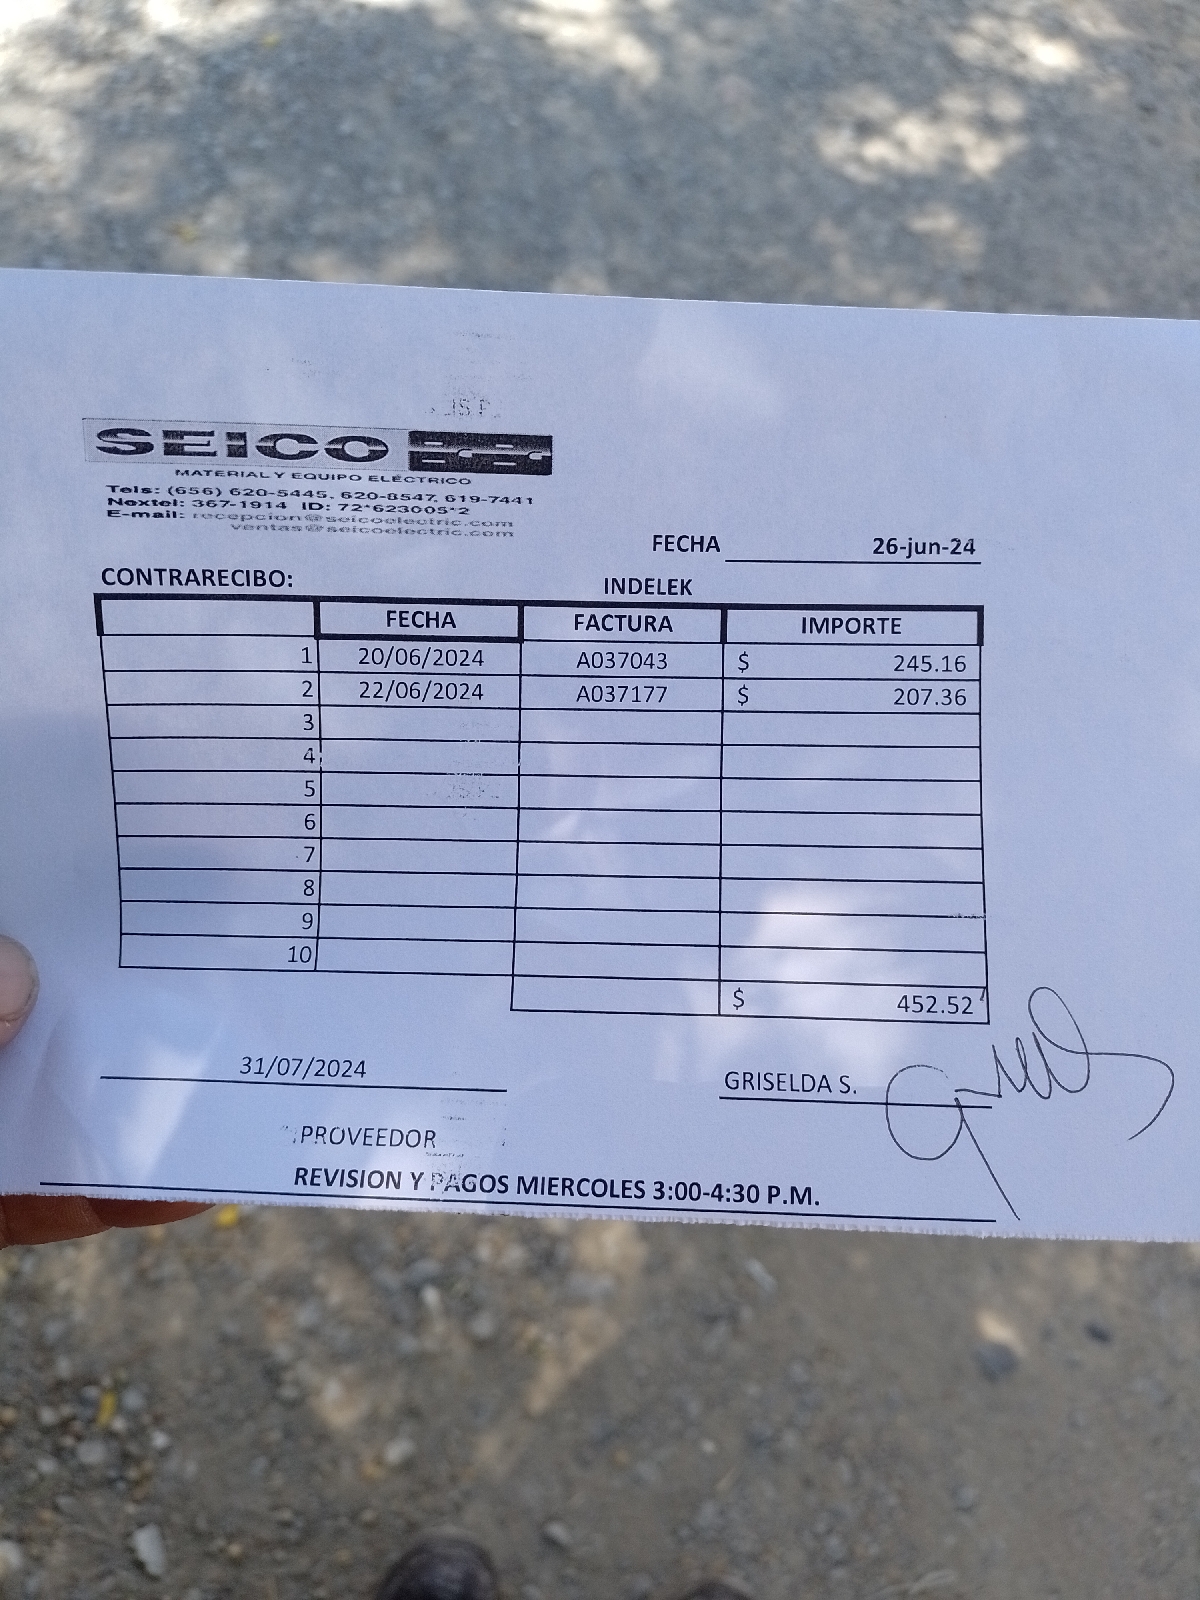 SEICO
MATERIAL Y EQUIPO ELÉCTRICO
Tels: (656) 620-5445, 620-8547, 619-7441
Nextel: 367-1914 ID: 72*623005*2
E-mail: recepcion@seicoelectric.com
ventas@seicoelectric.com
FECHA 26-jun-24
CONTRARECIBO: INDELEK
FECHA FACTURA IMPORTE
1 20/06/2024 A037043 $ 245.16
2 22/06/2024 A037177 $ 207.36
3
4
5
6
7
8
9
10
$ 452.52
31/07/2024 GRISELDA S.
PROVEEDOR
REVISION Y PAGOS MIERCOLES 3:00-4:30 P.M.